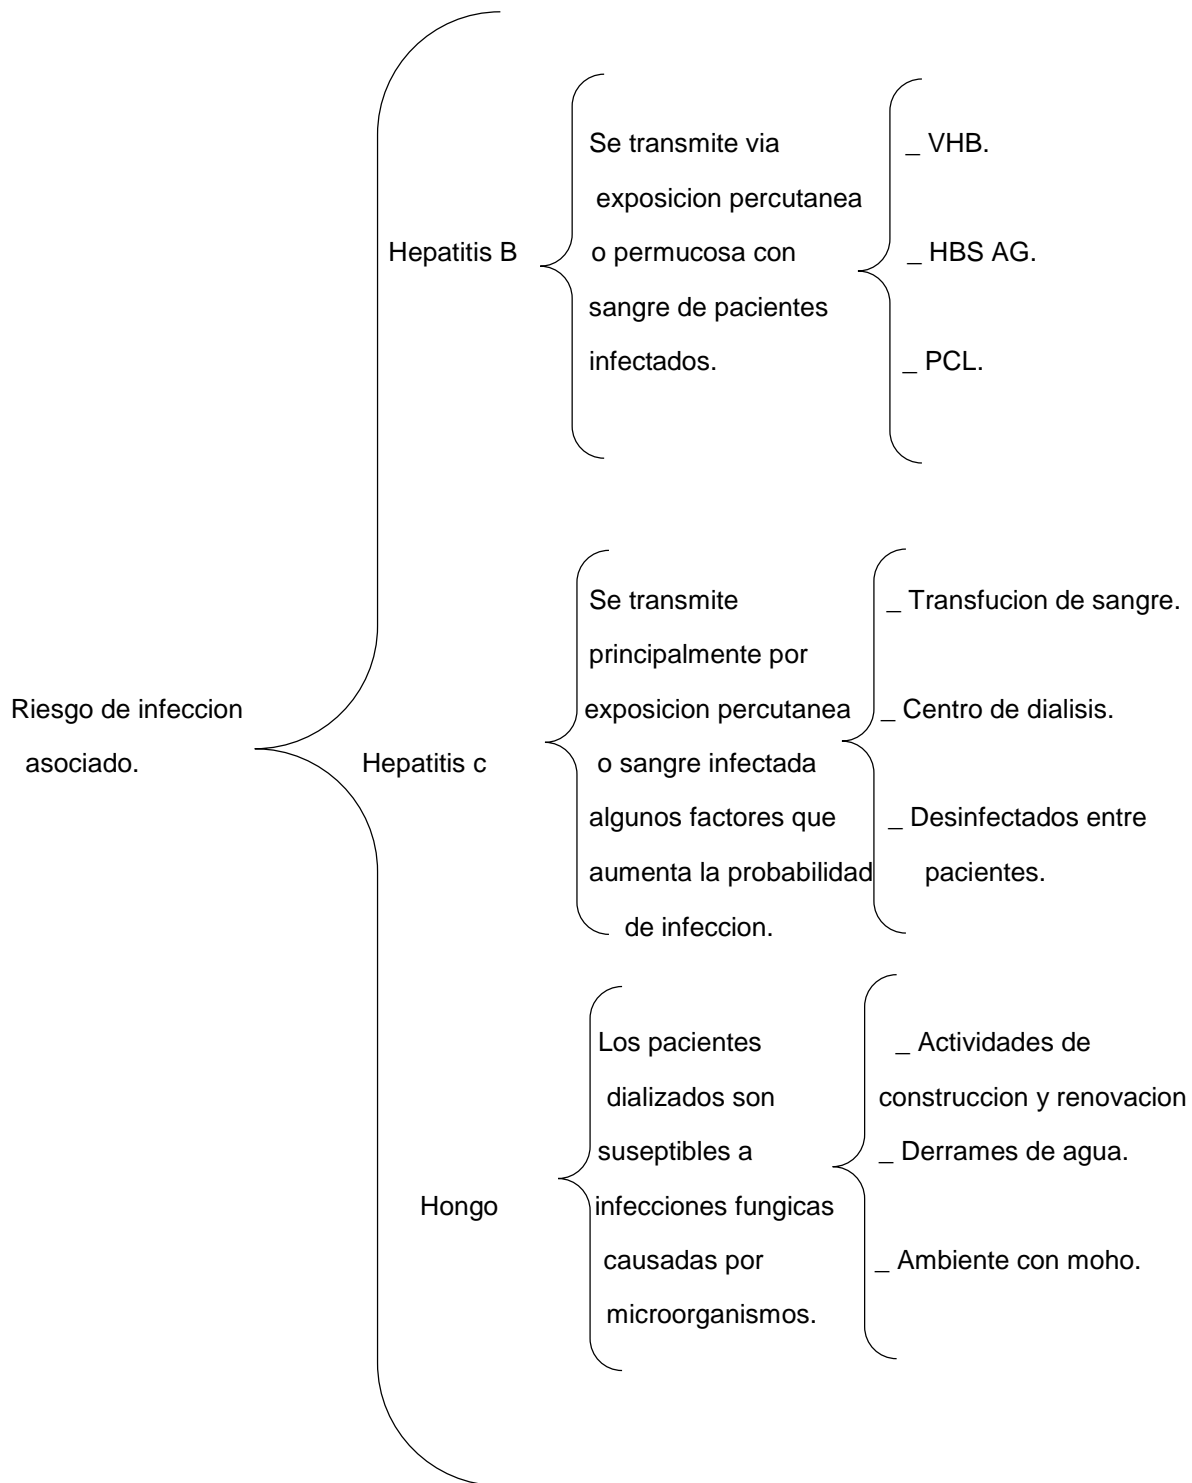 Riesgo de infeccion
asociado.
Hepatitis B
Se transmite via
exposicion percutanea
o permucosa con
sangre de pacientes
infectados.
_ VHB.
_ HBS AG.
_ PCL.
Hepatitis c
Se transmite
principalmente por
exposicion percutanea
o sangre infectada
algunos factores que
aumenta la probabilidad
de infeccion.
_ Transfucion de sangre.
_ Centro de dialisis.
_ Desinfectados entre
pacientes.
Hongo
Los pacientes
dializados son
suseptibles a
infecciones fungicas
causadas por
microorganismos.
_ Actividades de
construccion y renovacion
_ Derrames de agua.
_ Ambiente con moho.